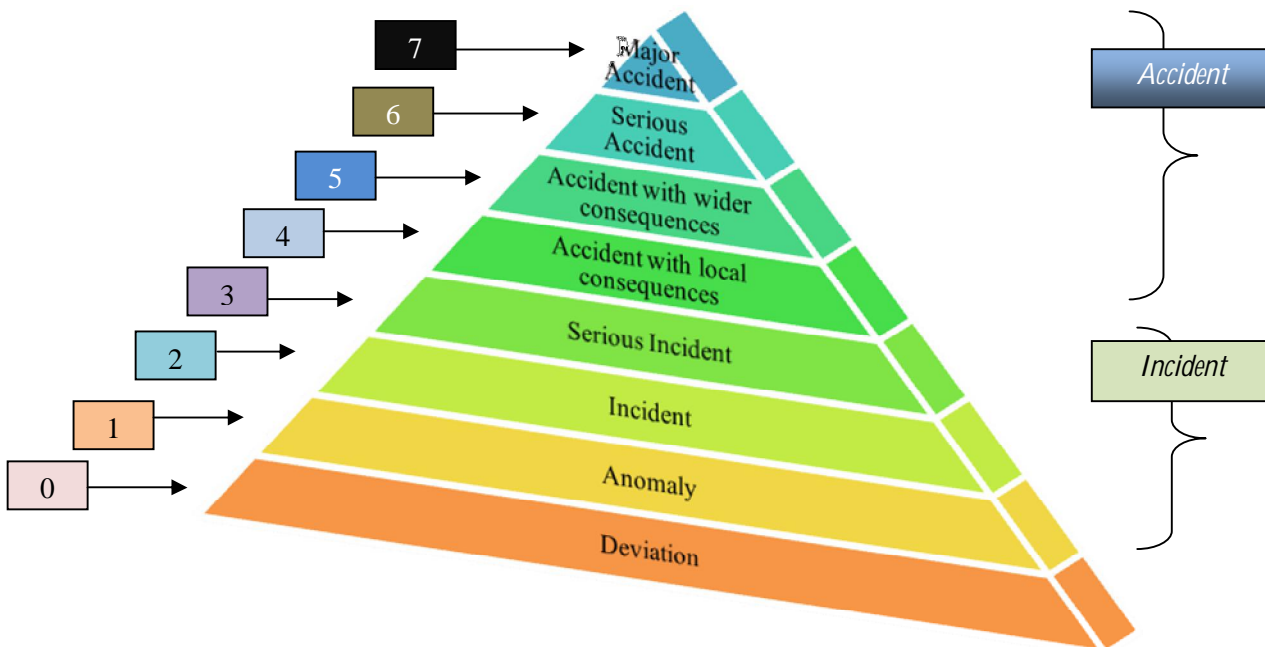 7
Major
Accident
Accident
6
Serious
Accident
5
Accident with wider
consequences
4
Accident with local
consequences
3
Serious Incident
Incident
2
Incident
1
Anomaly
0
Deviation